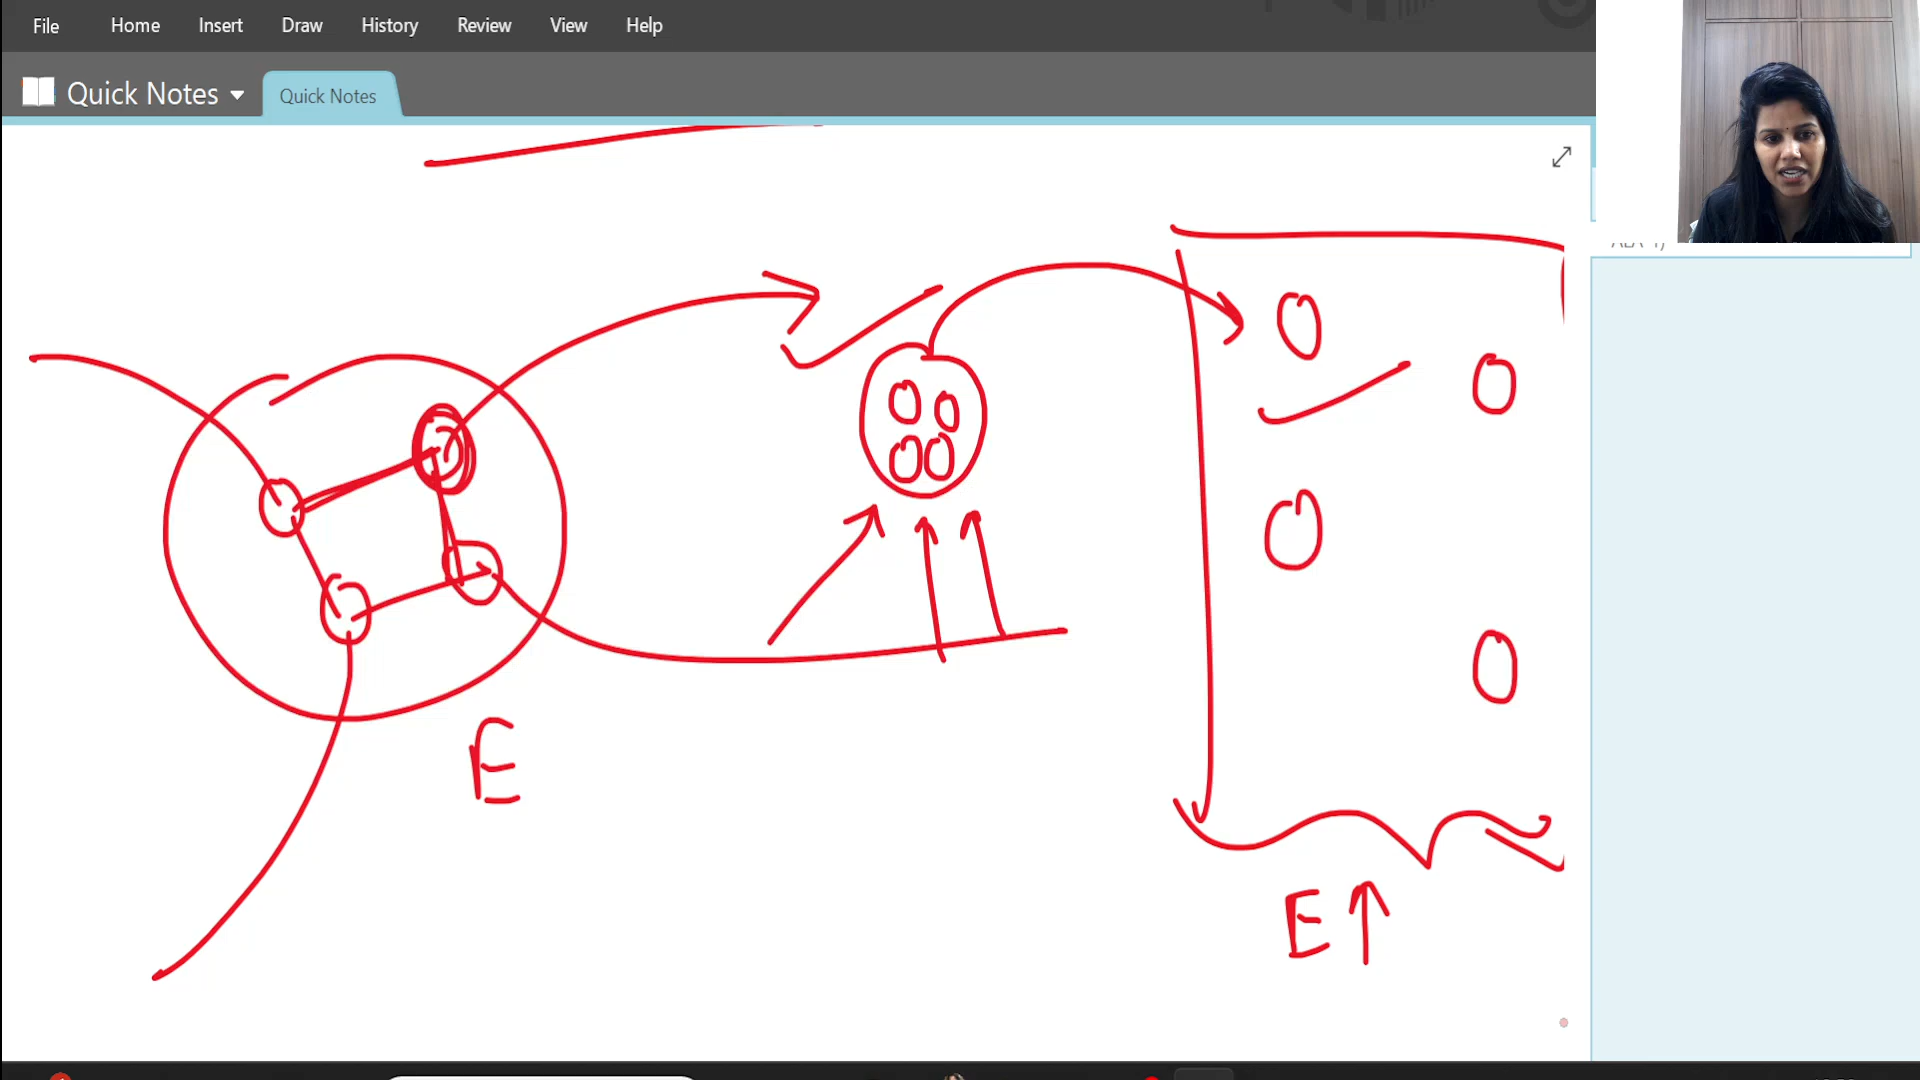 File Home Insert Draw History Review View Help
Quick Notes Quick Notes
E
E↑